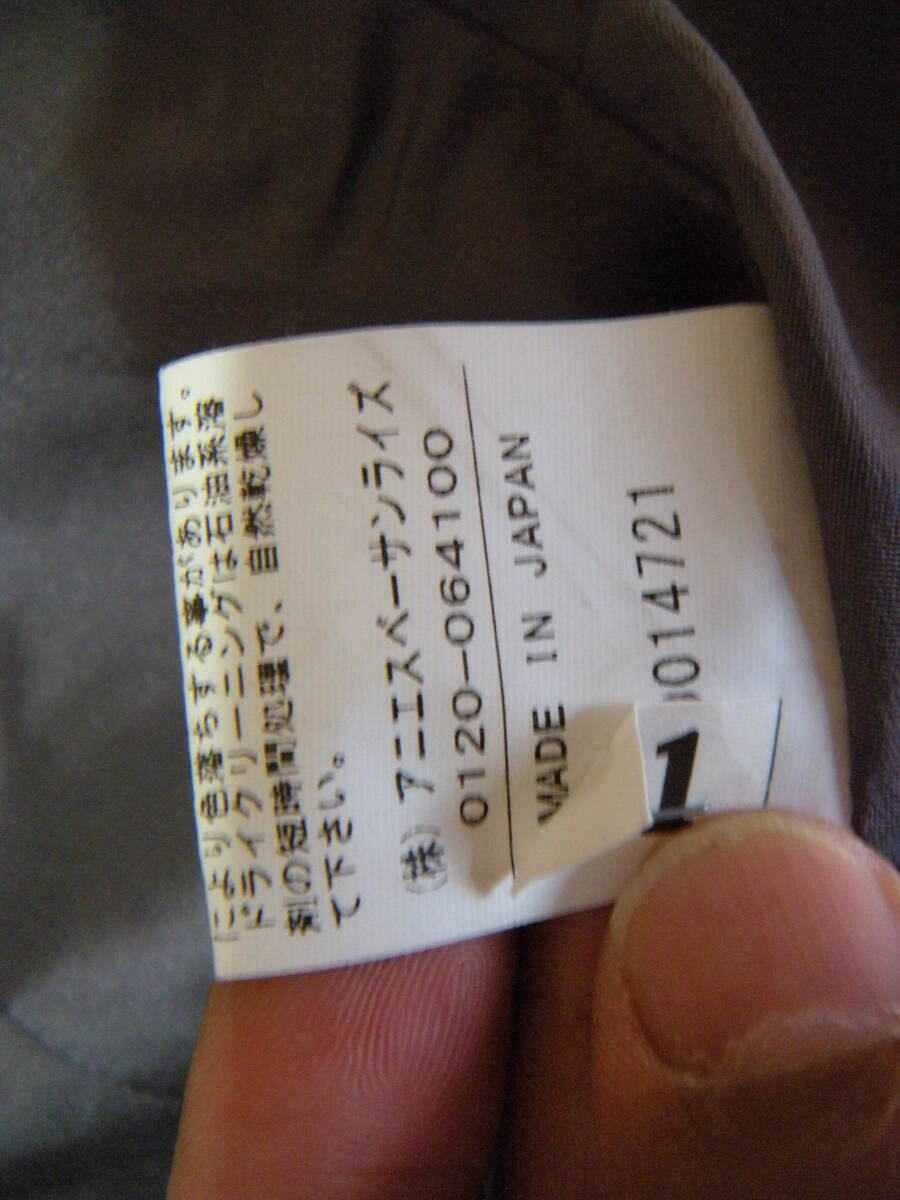 により色落ちする事があります。
ドライクリーニングは石油系溶
剤の短時間処理で、自然乾燥し
て下さい。
(株)アニエスベーサンライズ
0120-064100
MADE IN JAPAN
014721
1